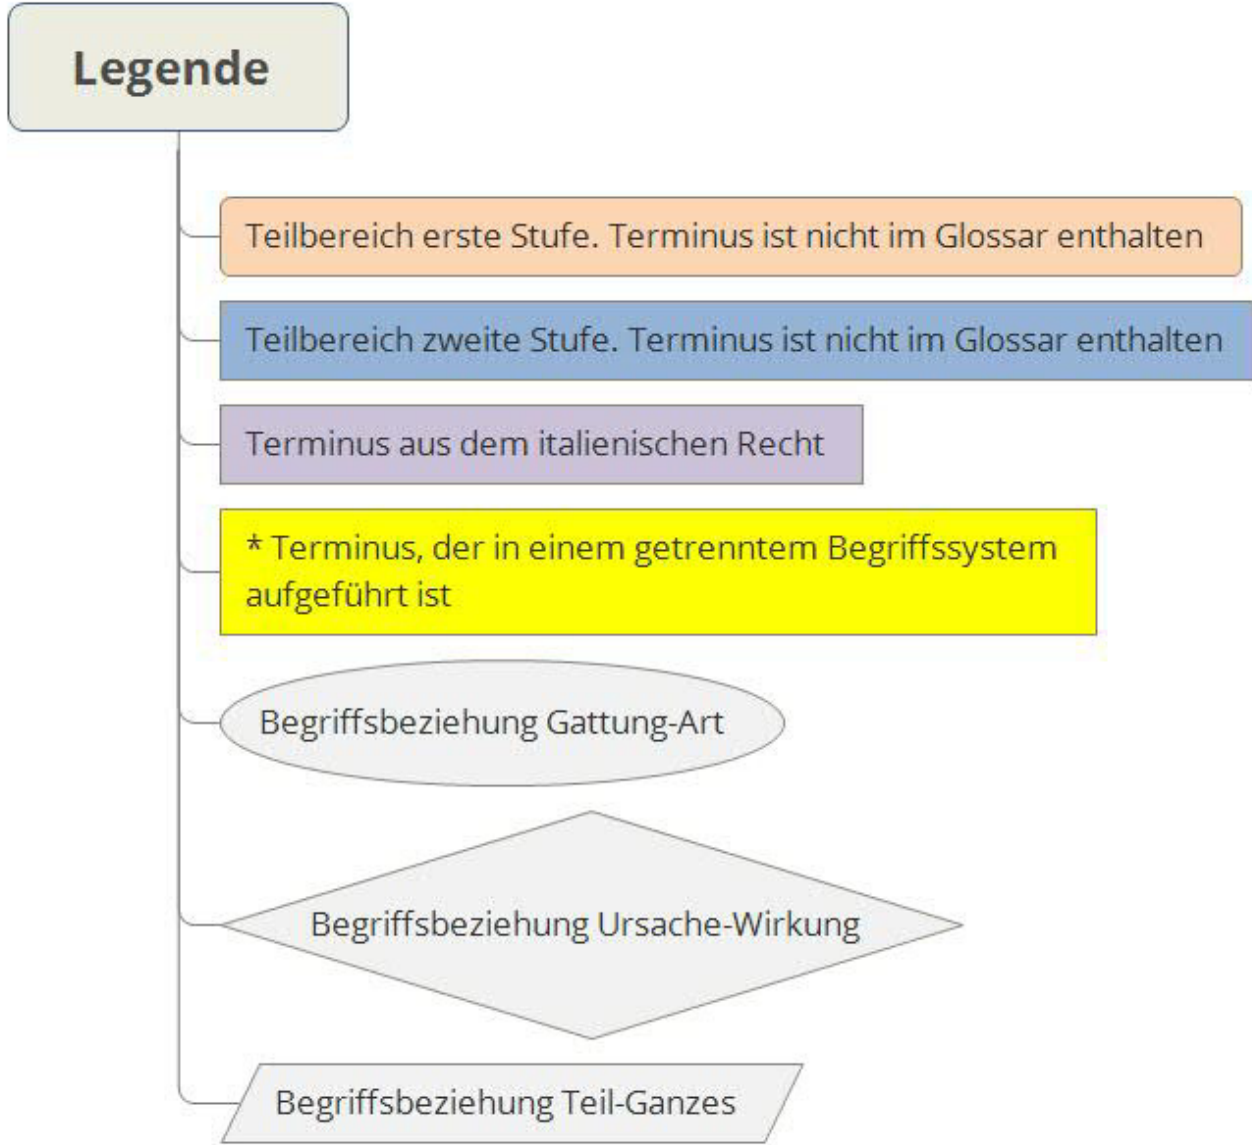 Legende
Teilbereich erste Stufe. Terminus ist nicht im Glossar enthalten
Teilbereich zweite Stufe. Terminus ist nicht im Glossar enthalten
Terminus aus dem italienischen Recht
* Terminus, der in einem getrenntem Begriffssystem
aufgeführt ist
Begriffsbeziehung Gattung-Art
Begriffsbeziehung Ursache-Wirkung
Begriffsbeziehung Teil-Ganzes